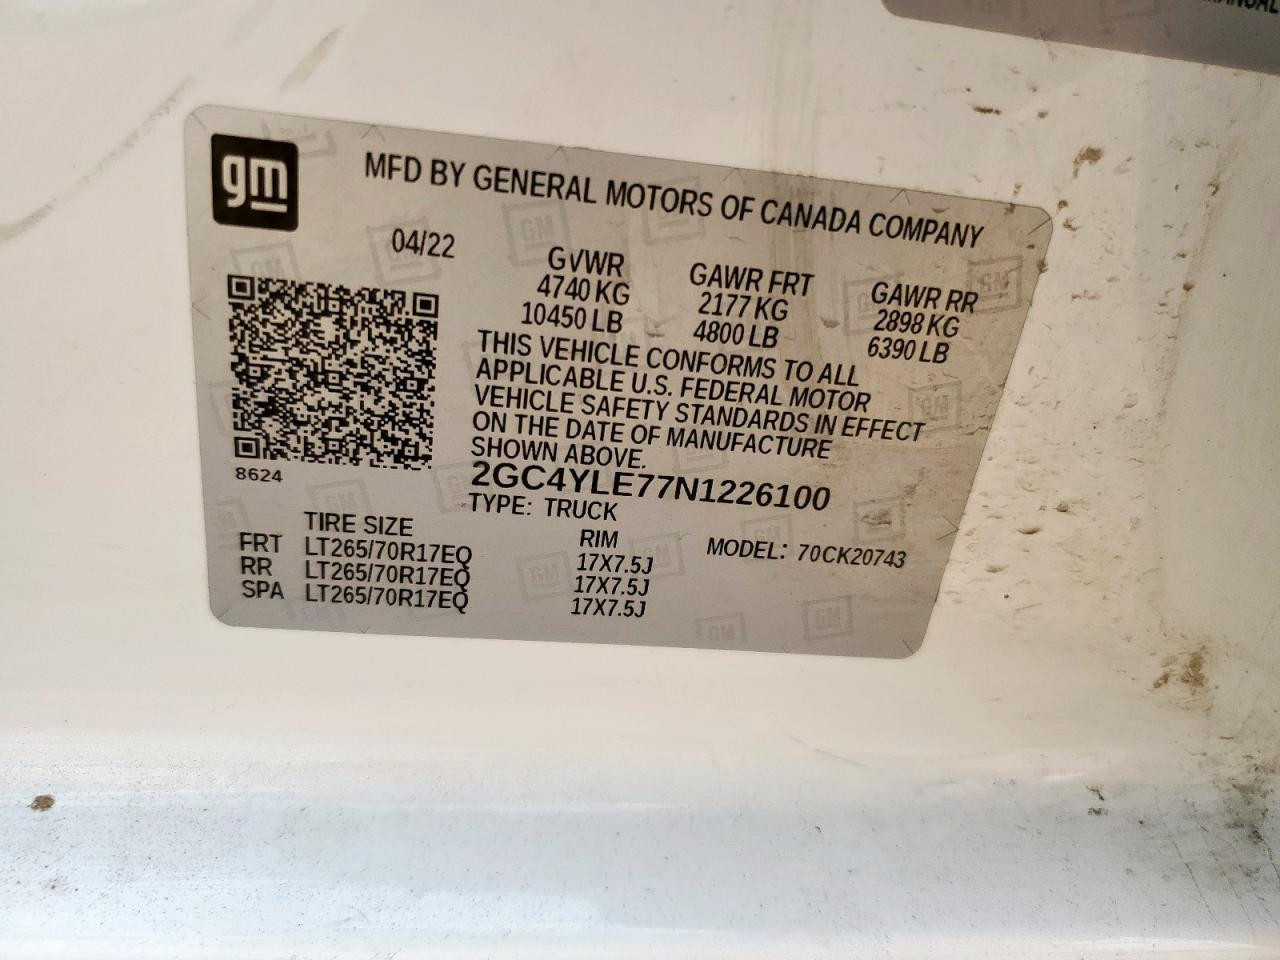 MANUAL
gm
MFD BY GENERAL MOTORS OF CANADA COMPANY
04/22 GVWR GAWR FRT GAWR RR
4740 KG 2177 KG 2898 KG
10450 LB 4800 LB 6390 LB
THIS VEHICLE CONFORMS TO ALL
APPLICABLE U.S. FEDERAL MOTOR
VEHICLE SAFETY STANDARDS IN EFFECT
ON THE DATE OF MANUFACTURE
SHOWN ABOVE.
8624
2GC4YLE77N1226100
TYPE: TRUCK
TIRE SIZE RIM MODEL: 70CK20743
FRT LT265/70R17EQ 17X7.5J
RR LT265/70R17EQ 17X7.5J
SPA LT265/70R17EQ 17X7.5J